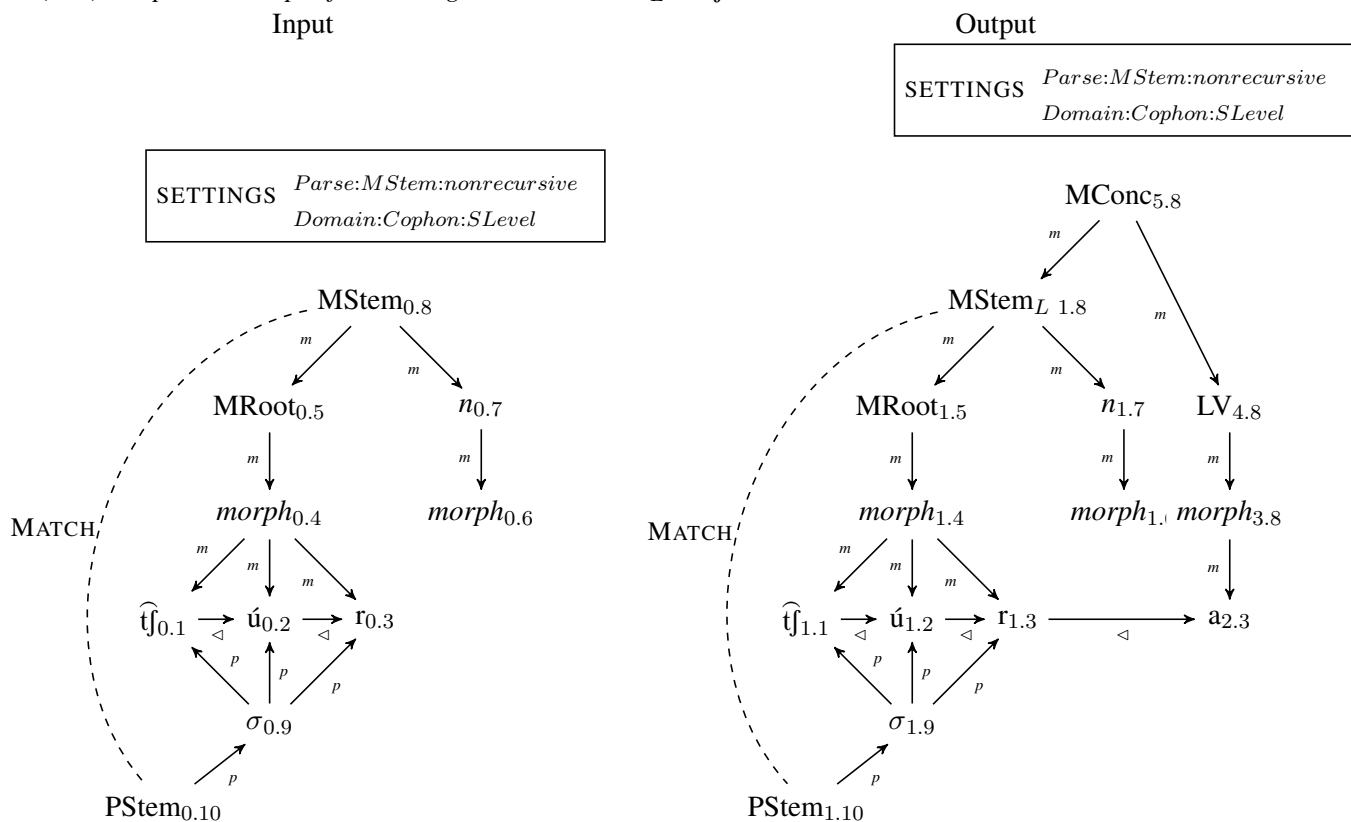 Input Output
SETTINGS Parse:MStem:nonrecursive
Domain:Cophon:SLevel
SETTINGS Parse:MStem:nonrecursive
Domain:Cophon:SLevel
MConc5.8
m
MStem0.8 MStemL 1.8
m m m m m
MRoot0.5 n0.7 MRoot1.5 n1.7 LV4.8
m m m m m
morph0.4 morph0.6 morph1.4 morph1. morph3.8
MATCH MATCH
m m m m m m m
t͡ʃ0.1 ú0.2 r0.3 t͡ʃ1.1 ú1.2 r1.3 a2.3
◁ ◁ ◁ ◁ ◁
p p p p p p
σ0.9 σ1.9
p p
PStem0.10 PStem1.10